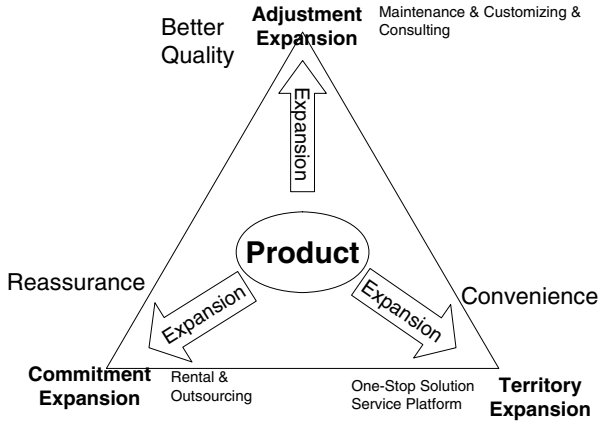 Better
Quality
Adjustment
Expansion
Maintenance & Customizing &
Consulting
Expansion
Product
Reassurance
Convenience
Expansion
Expansion
Commitment
Expansion
Rental &
Outsourcing
One-Stop Solution
Service Platform
Territory
Expansion